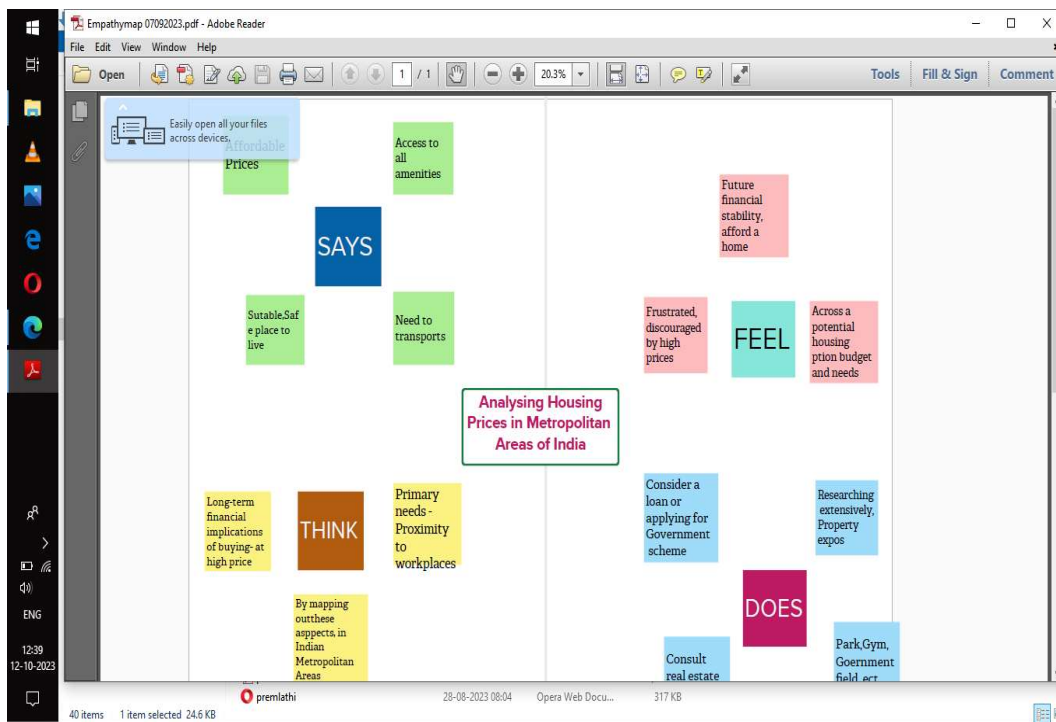 Empathymap 07092023.pdf - Adobe Reader
File Edit View Window Help
Open
1 / 1
20.3%
Tools
Fill & Sign
Comment
Easily open all your files
across devices.
Affordable
Prices
Access to
all
amenities
SAYS
Sutable,Saf
e place to
live
Need to
transports
Future
financial
stability,
afford a
home
Frustrated,
discouraged
by high
prices
FEEL
Across a
potential
housing
ption budget
and needs
Analysing Housing
Prices in Metropolitan
Areas of India
Long-term
financial
implications
of buying- at
high price
THINK
Primary
needs -
Proximity
to
workplaces
By mapping
outthese
asppects, in
Indian
Metropolitan
Areas
Consider a
loan or
applying for
Government
scheme
Researching
extensively,
Property
expos
DOES
Consult
real estate
Park,Gym,
Goernment
field, ect
ENG
12:39
12-10-2023
premlathi
28-08-2023 08:04
Opera Web Docu...
317 KB
40 items
1 item selected 24.6 KB